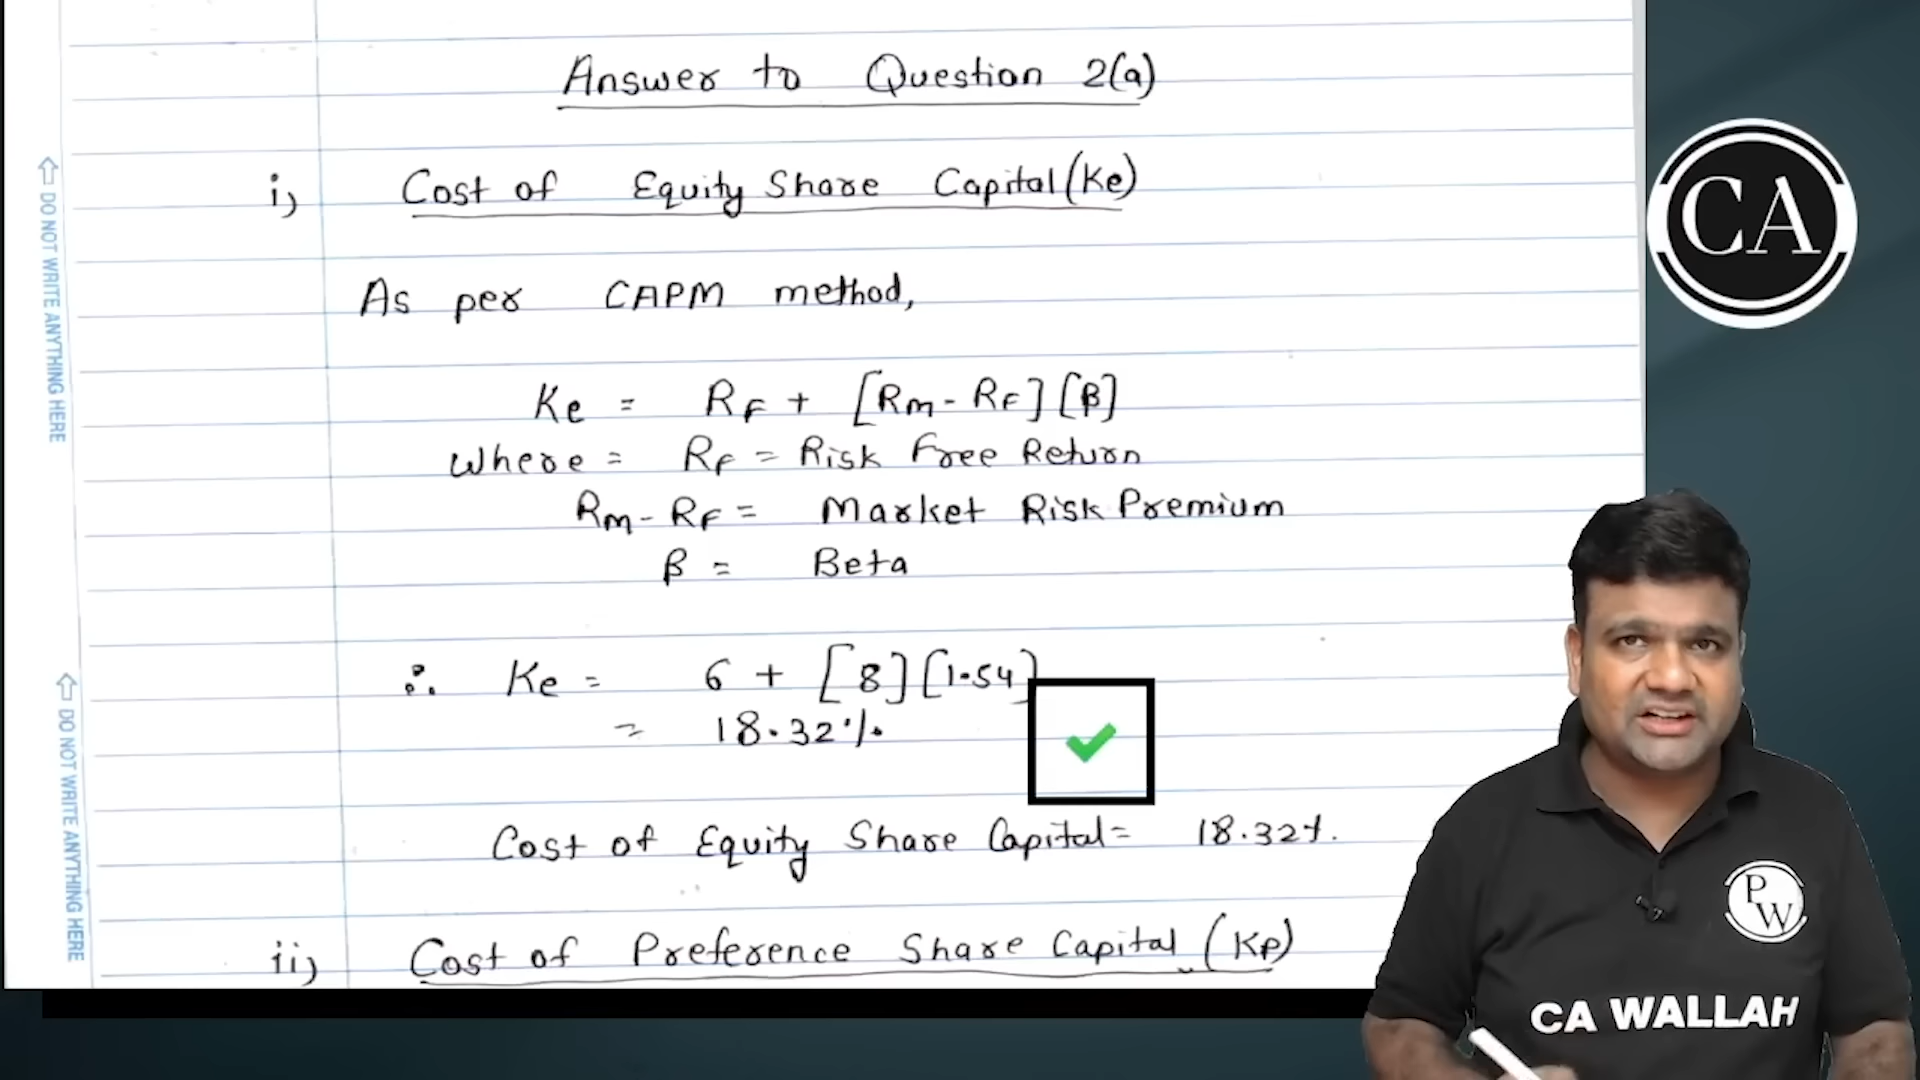 Answer to Question 2(a)
i) Cost of Equity Share Capital (Ke)
As per CAPM method,
Ke = RF + [Rm - RF] [β]
Where = RF = Risk Free Return
Rm - RF = Market Risk Premium
β = Beta
∴ Ke = 6 + [8] [1.54]
= 18.32%
Cost of Equity Share Capital = 18.32%.
ii) Cost of Preference Share Capital (Kp)
DO NOT WRITE ANYTHING HERE
DO NOT WRITE ANYTHING HERE
CA
PW
CA WALLAH